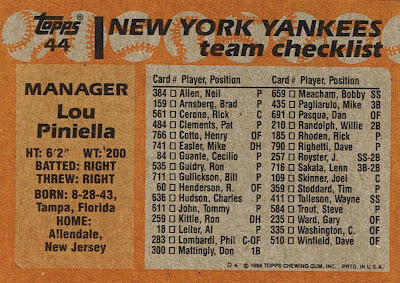 Topps
44
NEW YORK YANKEES
team checklist
MANAGER
Lou
Piniella
HT: 6'2" WT: 200
BATTED: RIGHT
THREW: RIGHT
BORN: 8-28-43,
Tampa, Florida
HOME:
Allendale,
New Jersey
Card # Player, Position
384 □ Allen, Neil P
159 □ Arnsberg, Brad P
561 □ Cerone, Rick C
484 □ Clements, Pat P
766 □ Cotto, Henry OF
741 □ Easler, Mike DH
84 □ Guante, Cecilio P
535 □ Guidry, Ron P
711 □ Gullickson, Bill P
60 □ Henderson, R. OF
636 □ Hudson, Charles P
611 □ John, Tommy P
259 □ Kittle, Ron DH
18 □ Leiter, Al P
283 □ Lombardi, Phil C-OF
300 □ Mattingly, Don 1B
Card # Player, Position
659 □ Meacham, Bobby SS
435 □ Pagliarulo, Mike 3B
691 □ Pasqua, Dan OF
210 □ Randolph, Willie 2B
185 □ Rhoden, Rick P
790 □ Righetti, Dave P
257 □ Royster, J. SS-2B
716 □ Sakata, Lenn 3B-2B
109 □ Skinner, Joel C
359 □ Stoddard, Tim P
411 □ Tolleson, Wayne SS
584 □ Trout, Steve P
235 □ Ward, Gary OF
335 □ Washington, C. OF
510 □ Winfield, Dave OF
D* © 1988 TOPPS CHEWING GUM, INC. PRTD. IN U.S.A.